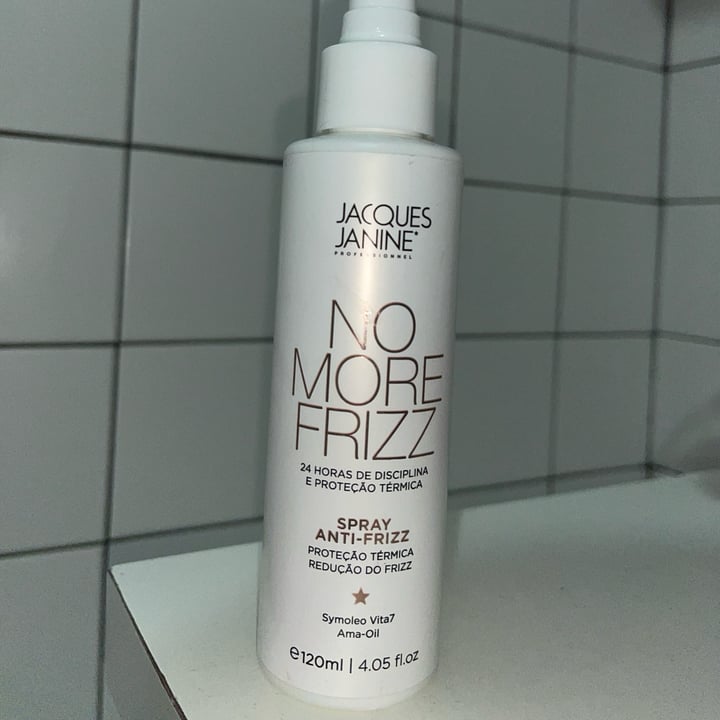 JACQUES
JANINE*
PROFESSIONNEL
NO
MORE
FRIZZ
24 HORAS DE DISCIPLINA
E PROTEÇÃO TÉRMICA
SPRAY
ANTI-FRIZZ
PROTEÇÃO TÉRMICA
REDUÇÃO DO FRIZZ
Symoleo Vita7
Ama-Oil
e120ml | 4.05 fl.oz